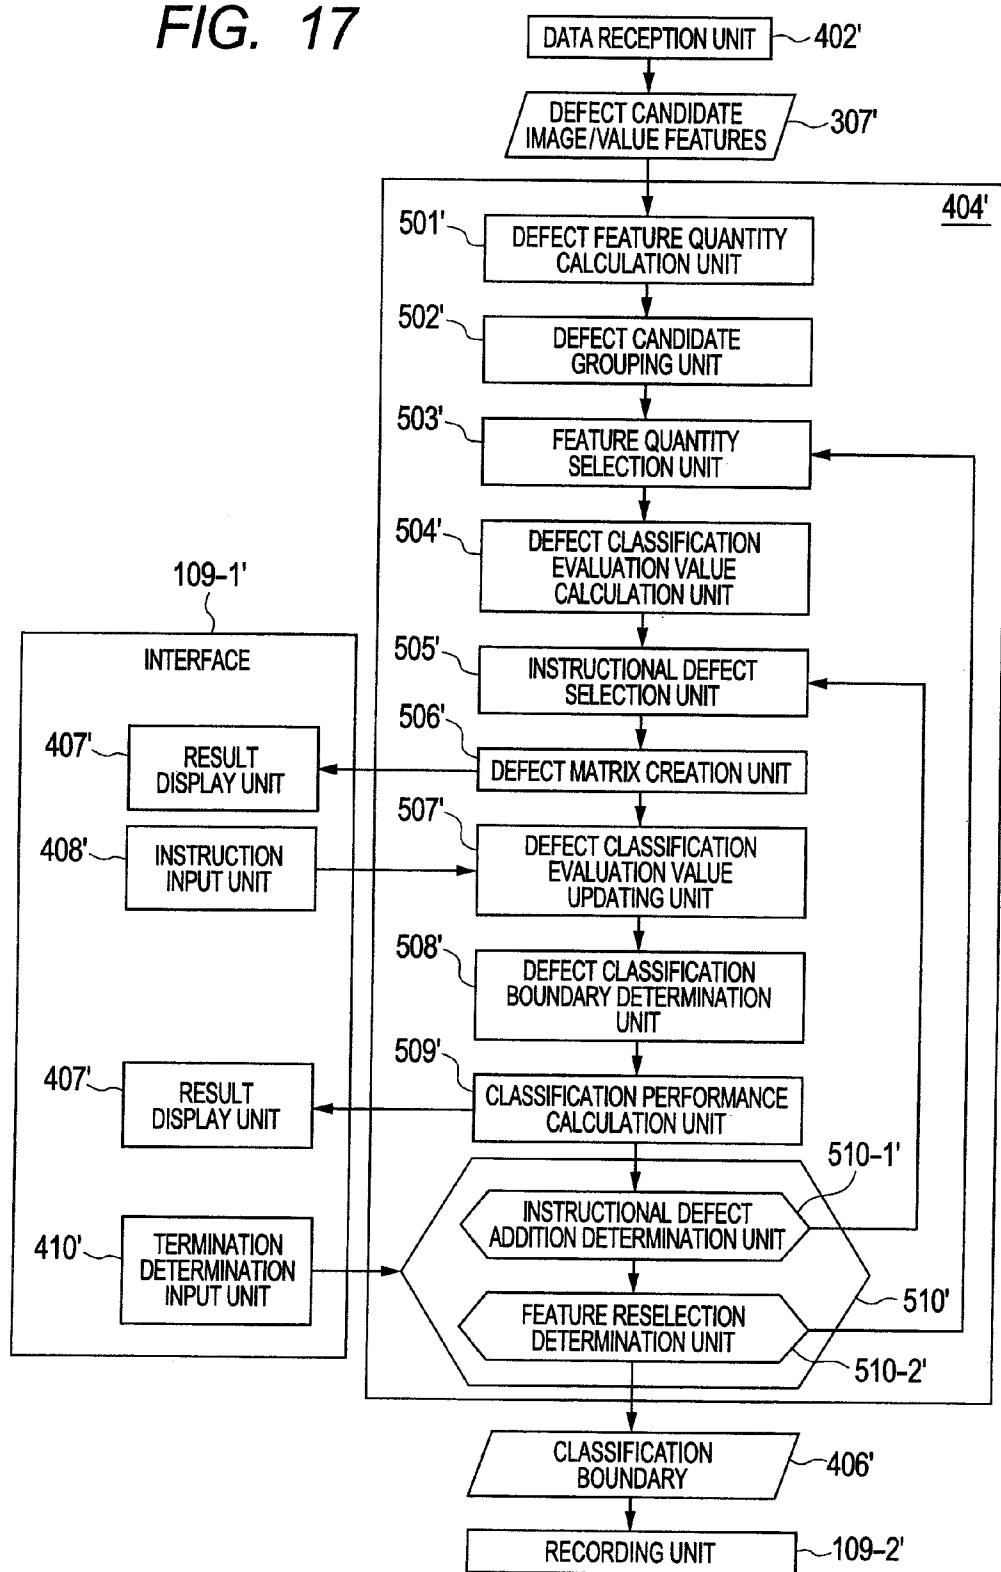 FIG. 17
DATA RECEPTION UNIT
402'
DEFECT CANDIDATE
IMAGE/VALUE FEATURES
307'
404'
501'
DEFECT FEATURE QUANTITY
CALCULATION UNIT
502'
DEFECT CANDIDATE
GROUPING UNIT
503'
FEATURE QUANTITY
SELECTION UNIT
504'
DEFECT CLASSIFICATION
EVALUATION VALUE
CALCULATION UNIT
109-1'
INTERFACE
505'
INSTRUCTIONAL DEFECT
SELECTION UNIT
407'
RESULT
DISPLAY UNIT
506'
DEFECT MATRIX CREATION UNIT
408'
INSTRUCTION
INPUT UNIT
507'
DEFECT CLASSIFICATION
EVALUATION VALUE
UPDATING UNIT
508'
DEFECT CLASSIFICATION
BOUNDARY DETERMINATION
UNIT
407'
RESULT
DISPLAY UNIT
509'
CLASSIFICATION PERFORMANCE
CALCULATION UNIT
510-1'
INSTRUCTIONAL DEFECT
ADDITION DETERMINATION UNIT
410'
TERMINATION
DETERMINATION
INPUT UNIT
510'
FEATURE RESELECTION
DETERMINATION UNIT
510-2'
CLASSIFICATION
BOUNDARY
406'
RECORDING UNIT
109-2'